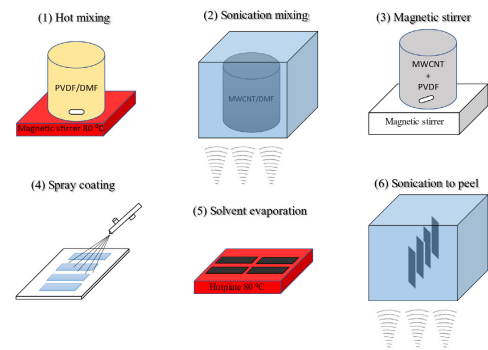 (1) Hot mixing
PVDF/DMF
Magnetic stirrer 80 °C
(2) Sonication mixing
MWCNT/DMF
(3) Magnetic stirrer
MWCNT
+
PVDF
Magnetic stirrer
(4) Spray coating
(5) Solvent evaporation
Hotplate 80 °C
(6) Sonication to peel